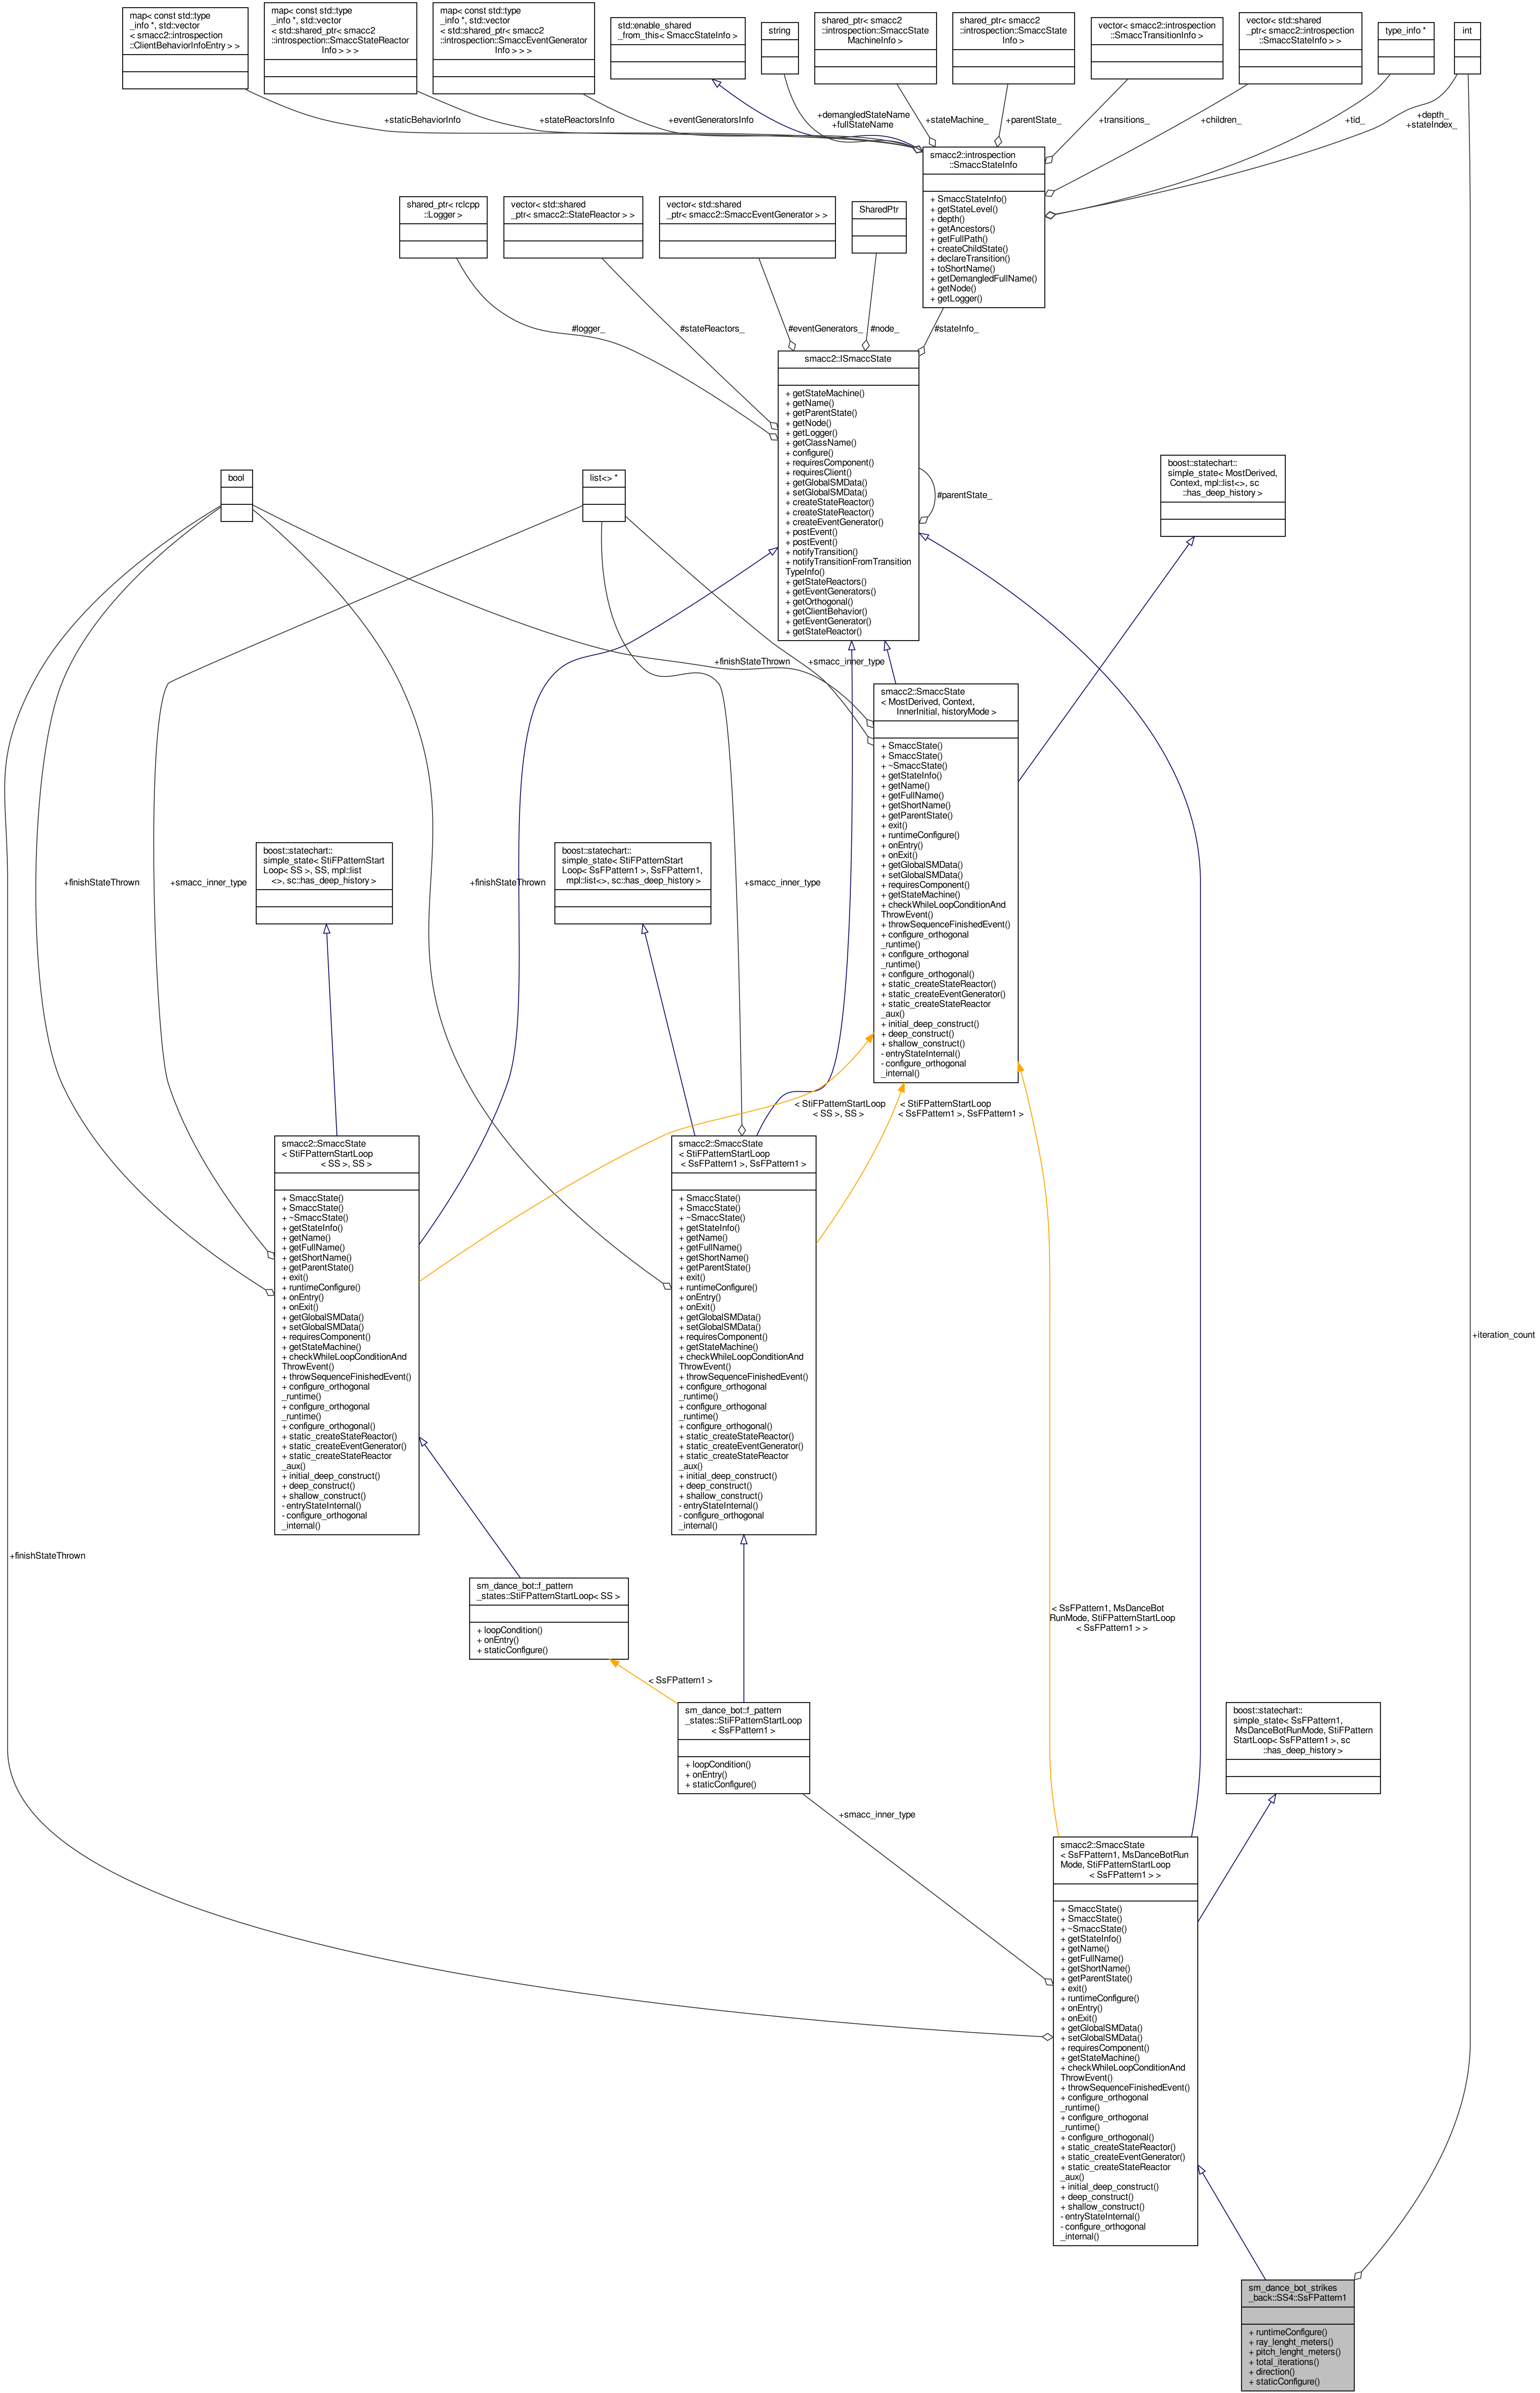 map< const std::type
_info *, std::vector
< smacc2::introspection
::ClientBehaviorInfoEntry > >
map< const std::type
_info *, std::vector
< std::shared_ptr< smacc2
::introspection::SmaccStateReactor
Info > > >
map< const std::type
_info *, std::vector
< std::shared_ptr< smacc2
::introspection::SmaccEventGenerator
Info > > >
std::enable_shared
_from_this< SmaccStateInfo >
string
shared_ptr< smacc2
::introspection::SmaccState
MachineInfo >
shared_ptr< smacc2
::introspection::SmaccState
Info >
vector< smacc2::introspection
::SmaccTransitionInfo >
vector< std::shared
_ptr< smacc2::introspection
::SmaccStateInfo > >
type_info *
int
+staticBehaviorInfo
+stateReactorsInfo
+eventGeneratorsInfo
+demangledStateName
+fullStateName
+stateMachine_
+parentState_
+transitions_
+children_
+tid_
+depth_
+stateIndex_
smacc2::introspection
::SmaccStateInfo
+ SmaccStateInfo()
+ getStateLevel()
+ depth()
+ getAncestors()
+ getFullPath()
+ createChildState()
+ declareTransition()
+ toShortName()
+ getDemangledFullName()
+ getNode()
+ getLogger()
shared_ptr< rclcpp
::Logger >
vector< std::shared
_ptr< smacc2::StateReactor > >
vector< std::shared
_ptr< smacc2::SmaccEventGenerator > >
SharedPtr
#logger_
#stateReactors_
#eventGenerators_
#node_
#stateInfo_
smacc2::ISmaccState
+ getStateMachine()
+ getName()
+ getParentState()
+ getNode()
+ getLogger()
+ getClassName()
+ configure()
+ requiresComponent()
+ requiresClient()
+ getGlobalSMData()
+ setGlobalSMData()
+ createStateReactor()
+ createStateReactor()
+ createEventGenerator()
+ postEvent()
+ postEvent()
+ notifyTransition()
+ notifyTransitionFromTransition
TypeInfo()
+ getStateReactors()
+ getEventGenerators()
+ getOrthogonal()
+ getClientBehavior()
+ getEventGenerator()
+ getStateReactor()
#parentState_
bool
list<> *
boost::statechart::
simple_state< MostDerived,
Context, mpl::list<>, sc
::has_deep_history >
+finishStateThrown
+smacc_inner_type
smacc2::SmaccState
< MostDerived, Context,
InnerInitial, historyMode >
+ SmaccState()
+ SmaccState()
+ ~SmaccState()
+ getStateInfo()
+ getName()
+ getFullName()
+ getShortName()
+ getParentState()
+ exit()
+ runtimeConfigure()
+ onEntry()
+ onExit()
+ getGlobalSMData()
+ setGlobalSMData()
+ requiresComponent()
+ getStateMachine()
+ checkWhileLoopConditionAnd
ThrowEvent()
+ throwSequenceFinishedEvent()
+ configure_orthogonal
_runtime()
+ configure_orthogonal
_runtime()
+ configure_orthogonal()
+ static_createStateReactor()
+ static_createEventGenerator()
+ static_createStateReactor
_aux()
+ initial_deep_construct()
+ deep_construct()
+ shallow_construct()
- entryStateInternal()
- configure_orthogonal
_internal()
boost::statechart::
simple_state< StiFPatternStart
Loop< SS >, SS, mpl::list
<>, sc::has_deep_history >
boost::statechart::
simple_state< StiFPatternStart
Loop< SsFPattern1 >, SsFPattern1,
mpl::list<>, sc::has_deep_history >
+finishStateThrown
+smacc_inner_type
+finishStateThrown
+smacc_inner_type
< StiFPatternStartLoop
< SS >, SS >
< StiFPatternStartLoop
< SsFPattern1 >, SsFPattern1 >
smacc2::SmaccState
< StiFPatternStartLoop
< SS >, SS >
+ SmaccState()
+ SmaccState()
+ ~SmaccState()
+ getStateInfo()
+ getName()
+ getFullName()
+ getShortName()
+ getParentState()
+ exit()
+ runtimeConfigure()
+ onEntry()
+ onExit()
+ getGlobalSMData()
+ setGlobalSMData()
+ requiresComponent()
+ getStateMachine()
+ checkWhileLoopConditionAnd
ThrowEvent()
+ throwSequenceFinishedEvent()
+ configure_orthogonal
_runtime()
+ configure_orthogonal
_runtime()
+ configure_orthogonal()
+ static_createStateReactor()
+ static_createEventGenerator()
+ static_createStateReactor
_aux()
+ initial_deep_construct()
+ deep_construct()
+ shallow_construct()
- entryStateInternal()
- configure_orthogonal
_internal()
smacc2::SmaccState
< StiFPatternStartLoop
< SsFPattern1 >, SsFPattern1 >
+ SmaccState()
+ SmaccState()
+ ~SmaccState()
+ getStateInfo()
+ getName()
+ getFullName()
+ getShortName()
+ getParentState()
+ exit()
+ runtimeConfigure()
+ onEntry()
+ onExit()
+ getGlobalSMData()
+ setGlobalSMData()
+ requiresComponent()
+ getStateMachine()
+ checkWhileLoopConditionAnd
ThrowEvent()
+ throwSequenceFinishedEvent()
+ configure_orthogonal
_runtime()
+ configure_orthogonal
_runtime()
+ configure_orthogonal()
+ static_createStateReactor()
+ static_createEventGenerator()
+ static_createStateReactor
_aux()
+ initial_deep_construct()
+ deep_construct()
+ shallow_construct()
- entryStateInternal()
- configure_orthogonal
_internal()
+iteration_count
+finishStateThrown
sm_dance_bot::f_pattern
_states::StiFPatternStartLoop< SS >
+ loopCondition()
+ onEntry()
+ staticConfigure()
< SsFPattern1, MsDanceBot
RunMode, StiFPatternStartLoop
< SsFPattern1 > >
< SsFPattern1 >
sm_dance_bot::f_pattern
_states::StiFPatternStartLoop
< SsFPattern1 >
+ loopCondition()
+ onEntry()
+ staticConfigure()
boost::statechart::
simple_state< SsFPattern1,
MsDanceBotRunMode, StiFPattern
StartLoop< SsFPattern1 >, sc
::has_deep_history >
+smacc_inner_type
smacc2::SmaccState
< SsFPattern1, MsDanceBotRun
Mode, StiFPatternStartLoop
< SsFPattern1 > >
+ SmaccState()
+ SmaccState()
+ ~SmaccState()
+ getStateInfo()
+ getName()
+ getFullName()
+ getShortName()
+ getParentState()
+ exit()
+ runtimeConfigure()
+ onEntry()
+ onExit()
+ getGlobalSMData()
+ setGlobalSMData()
+ requiresComponent()
+ getStateMachine()
+ checkWhileLoopConditionAnd
ThrowEvent()
+ throwSequenceFinishedEvent()
+ configure_orthogonal
_runtime()
+ configure_orthogonal
_runtime()
+ configure_orthogonal()
+ static_createStateReactor()
+ static_createEventGenerator()
+ static_createStateReactor
_aux()
+ initial_deep_construct()
+ deep_construct()
+ shallow_construct()
- entryStateInternal()
- configure_orthogonal
_internal()
sm_dance_bot_strikes
_back::SS4::SsFPattern1
+ runtimeConfigure()
+ ray_lenght_meters()
+ pitch_lenght_meters()
+ total_iterations()
+ direction()
+ staticConfigure()